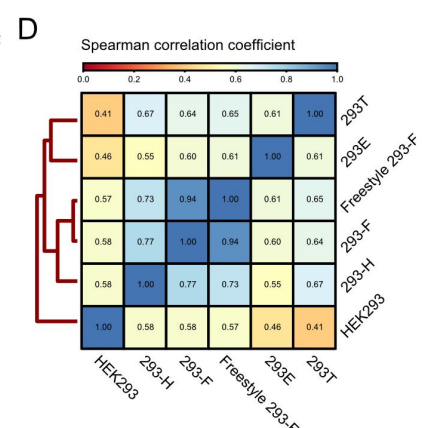 D
Spearman correlation coefficient
0.0 0.2 0.4 0.6 0.8 1.0
0.41 0.67 0.64 0.65 0.61 1.00 293T
0.46 0.55 0.60 0.61 1.00 0.61 293E
0.57 0.73 0.94 1.00 0.61 0.65 Freestyle 293-F
0.58 0.77 1.00 0.94 0.60 0.64 293-F
0.58 1.00 0.77 0.73 0.55 0.67 293-H
1.00 0.58 0.58 0.57 0.46 0.41 HEK293
HEK293 293-H 293-F Freestyle 293-F 293E 293T